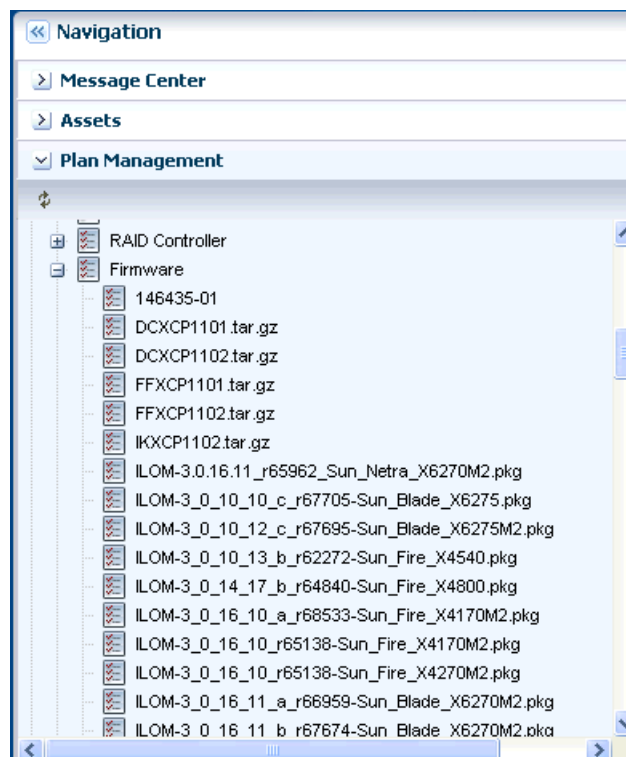 Navigation
Message Center
Assets
Plan Management
RAID Controller
Firmware
146435-01
DCXCP1101.tar.gz
DCXCP1102.tar.gz
FFXCP1101.tar.gz
FFXCP1102.tar.gz
IKXCP1102.tar.gz
ILOM-3.0.16.11_r65962_Sun_Netra_X6270M2.pkg
ILOM-3_0_10_10_c_r67705-Sun_Blade_X6275.pkg
ILOM-3_0_10_12_c_r67695-Sun_Blade_X6275M2.pkg
ILOM-3_0_10_13_b_r62272-Sun_Fire_X4540.pkg
ILOM-3_0_14_17_b_r64840-Sun_Fire_X4800.pkg
ILOM-3_0_16_10_a_r68533-Sun_Fire_X4170M2.pkg
ILOM-3_0_16_10_r65138-Sun_Fire_X4170M2.pkg
ILOM-3_0_16_10_r65138-Sun_Fire_X4270M2.pkg
ILOM-3_0_16_11_a_r66959-Sun_Blade_X6270M2.pkg
ILOM-3_0_16_11_b_r67674-Sun_Blade_X6270M2.pkg